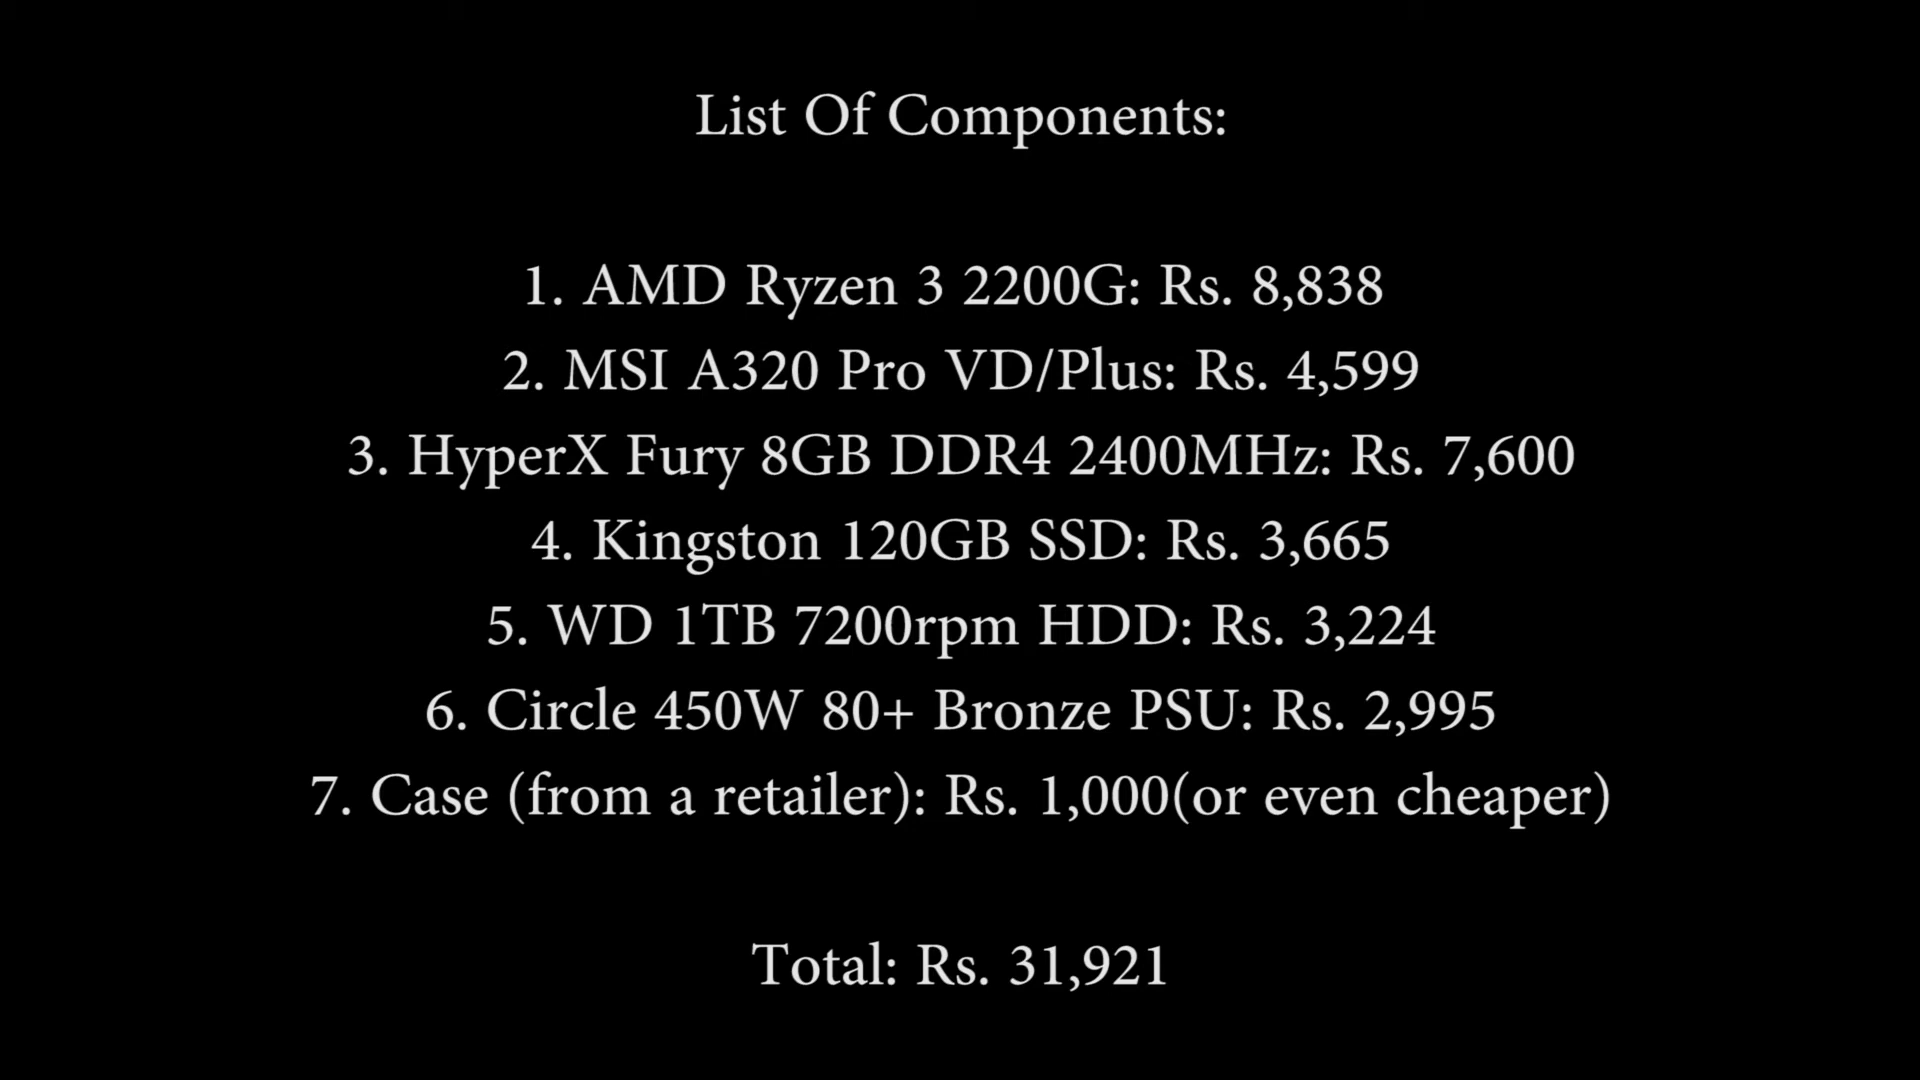 List Of Components:
1. AMD Ryzen 3 2200G: Rs. 8,838
2. MSI A320 Pro VD/Plus: Rs. 4,599
3. HyperX Fury 8GB DDR4 2400MHz: Rs. 7,600
4. Kingston 120GB SSD: Rs. 3,665
5. WD 1TB 7200rpm HDD: Rs. 3,224
6. Circle 450W 80+ Bronze PSU: Rs. 2,995
7. Case (from a retailer): Rs. 1,000(or even cheaper)
Total: Rs. 31,921